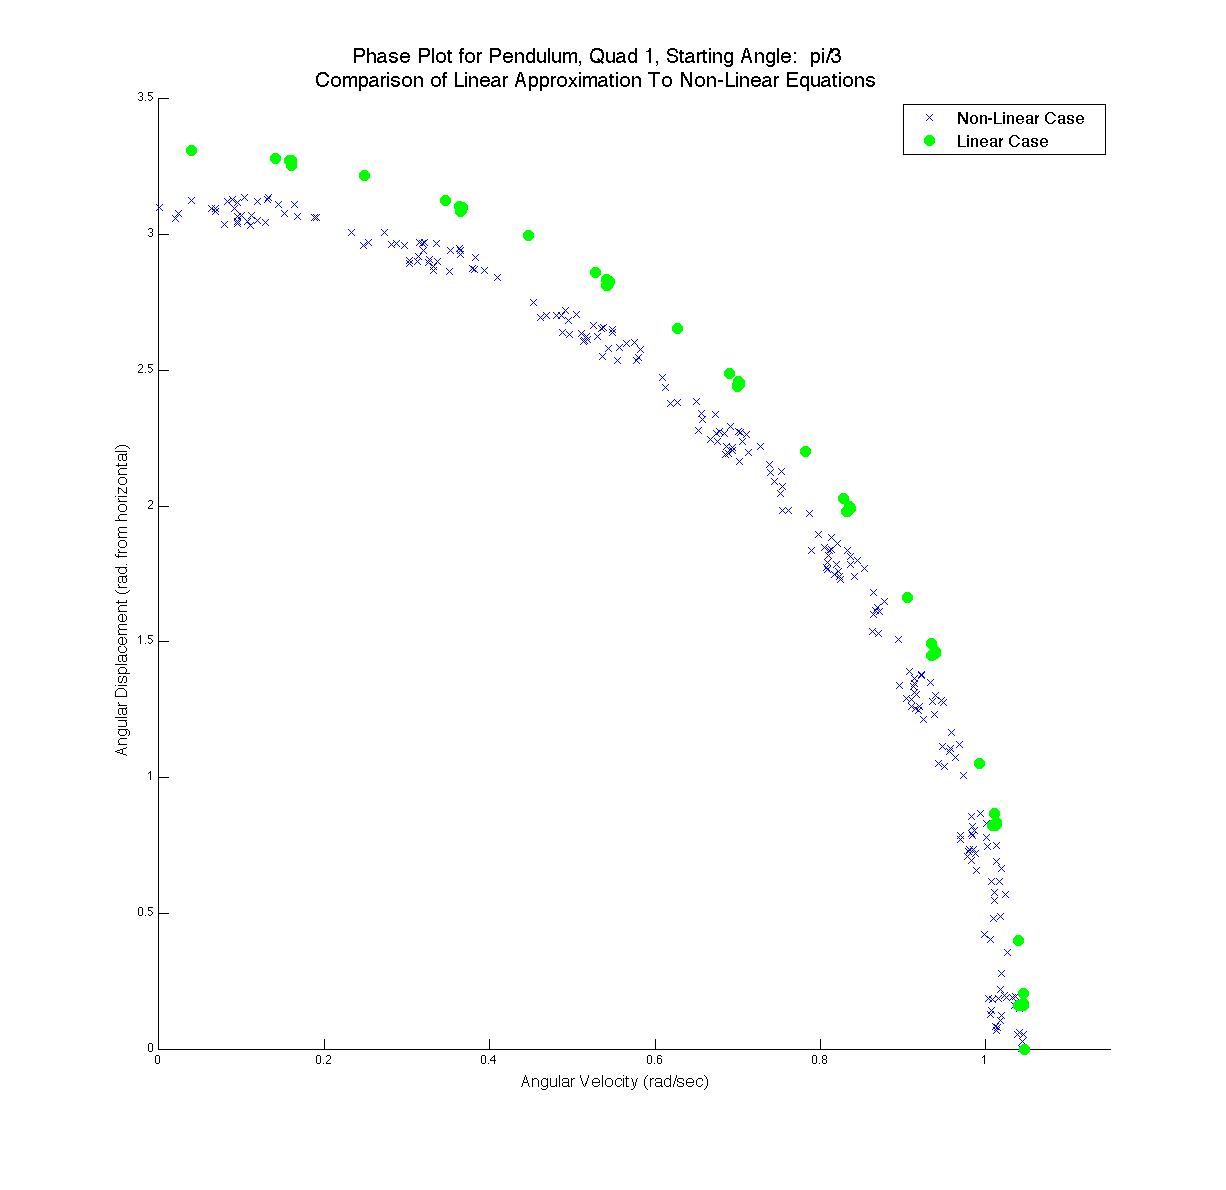 Phase Plot for Pendulum, Quad 1, Starting Angle:  pi/3
Comparison of Linear Approximation To Non-Linear Equations
Non-Linear Case
Linear Case
Angular Displacement (rad. from horizontal)
3.5
3
2.5
2
1.5
1
0.5
0
0
0.2
0.4
0.6
0.8
1
Angular Velocity (rad/sec)